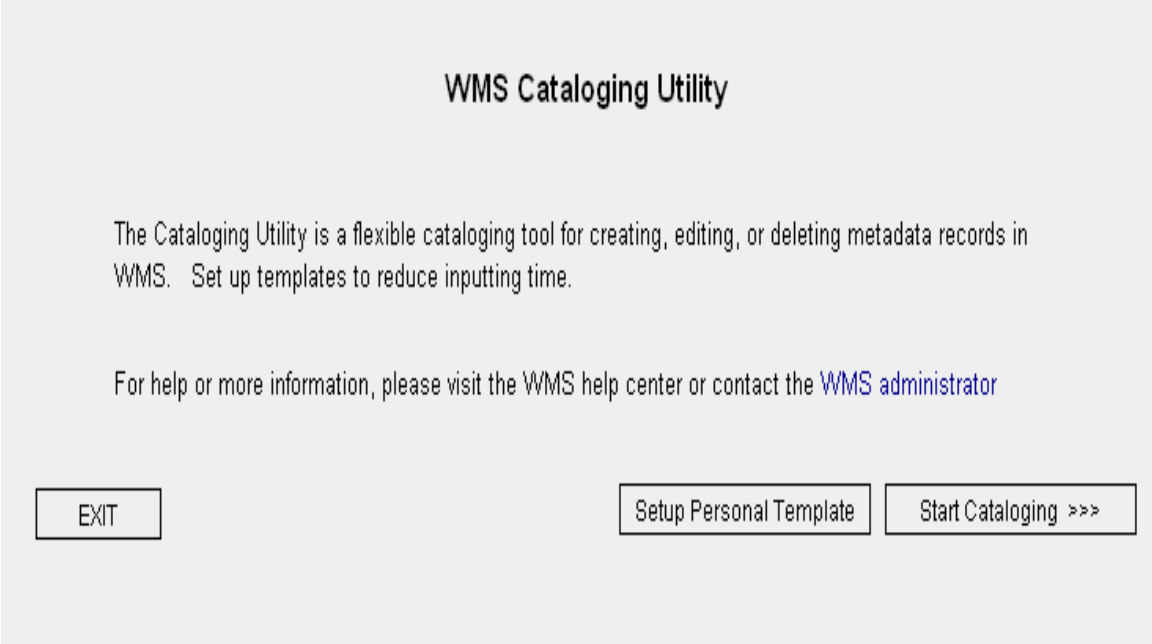 WMS Cataloging Utility
The Cataloging Utility is a flexible cataloging tool for creating, editing, or deleting metadata records in
WMS. Set up templates to reduce inputting time.
For help or more information, please visit the WMS help center or contact the WMS administrator
EXIT
Setup Personal Template
Start Cataloging >>>